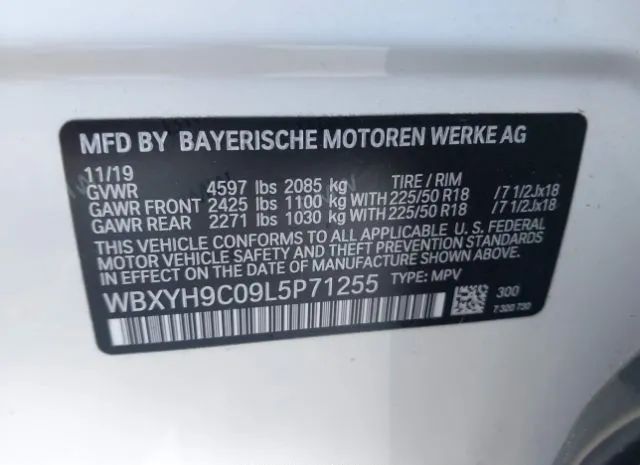 MFD BY BAYERISCHE MOTOREN WERKE AG
11/19
GVWR 4597 lbs 2085 kg TIRE / RIM
GAWR FRONT 2425 lbs 1100 kg WITH 225/50 R18 /7 1/2Jx18
GAWR REAR 2271 lbs 1030 kg WITH 225/50 R18 /7 1/2Jx18
THIS VEHICLE CONFORMS TO ALL APPLICABLE U. S. FEDERAL
MOTOR VEHICLE SAFETY AND THEFT PREVENTION STANDARDS
IN EFFECT ON THE DATE OF MANUFACTURE SHOWN ABOVE.
WBXYH9C09L5P71255 TYPE: MPV
300
7 320 730